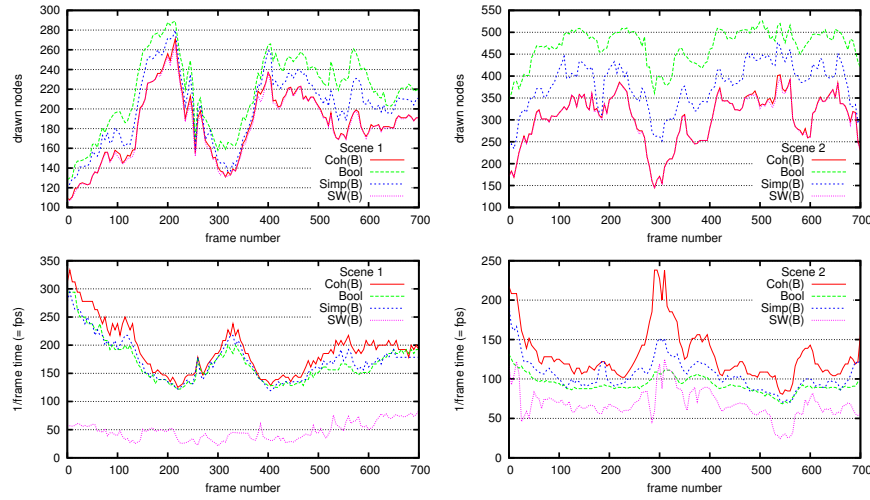 drawn nodes
300
280
260
240
220
200
180
160
140
120
100
0 100 200 300 400 500 600 700
frame number
Scene 1
Coh(B)
Bool
Simp(B)
SW(B)
drawn nodes
550
500
450
400
350
300
250
200
150
100
0 100 200 300 400 500 600 700
frame number
Scene 2
Coh(B)
Bool
Simp(B)
SW(B)
1/frame time (= fps)
350
300
250
200
150
100
50
0
0 100 200 300 400 500 600 700
frame number
Scene 1
Coh(B)
Bool
Simp(B)
SW(B)
1/frame time (= fps)
250
200
150
100
50
0
0 100 200 300 400 500 600 700
frame number
Scene 2
Coh(B)
Bool
Simp(B)
SW(B)